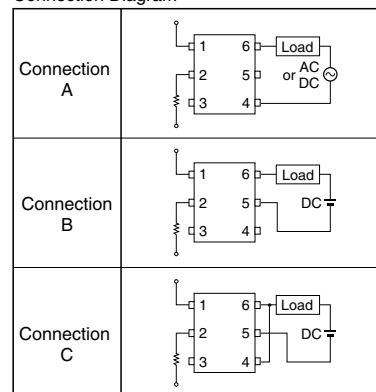 Connection Diagram
Connection
A
1 6 Load
2 5 or AC
DC
3 4
Connection
B
1 6 Load
2 5 DC
3 4
Connection
C
1 6 Load
2 5 DC
3 4